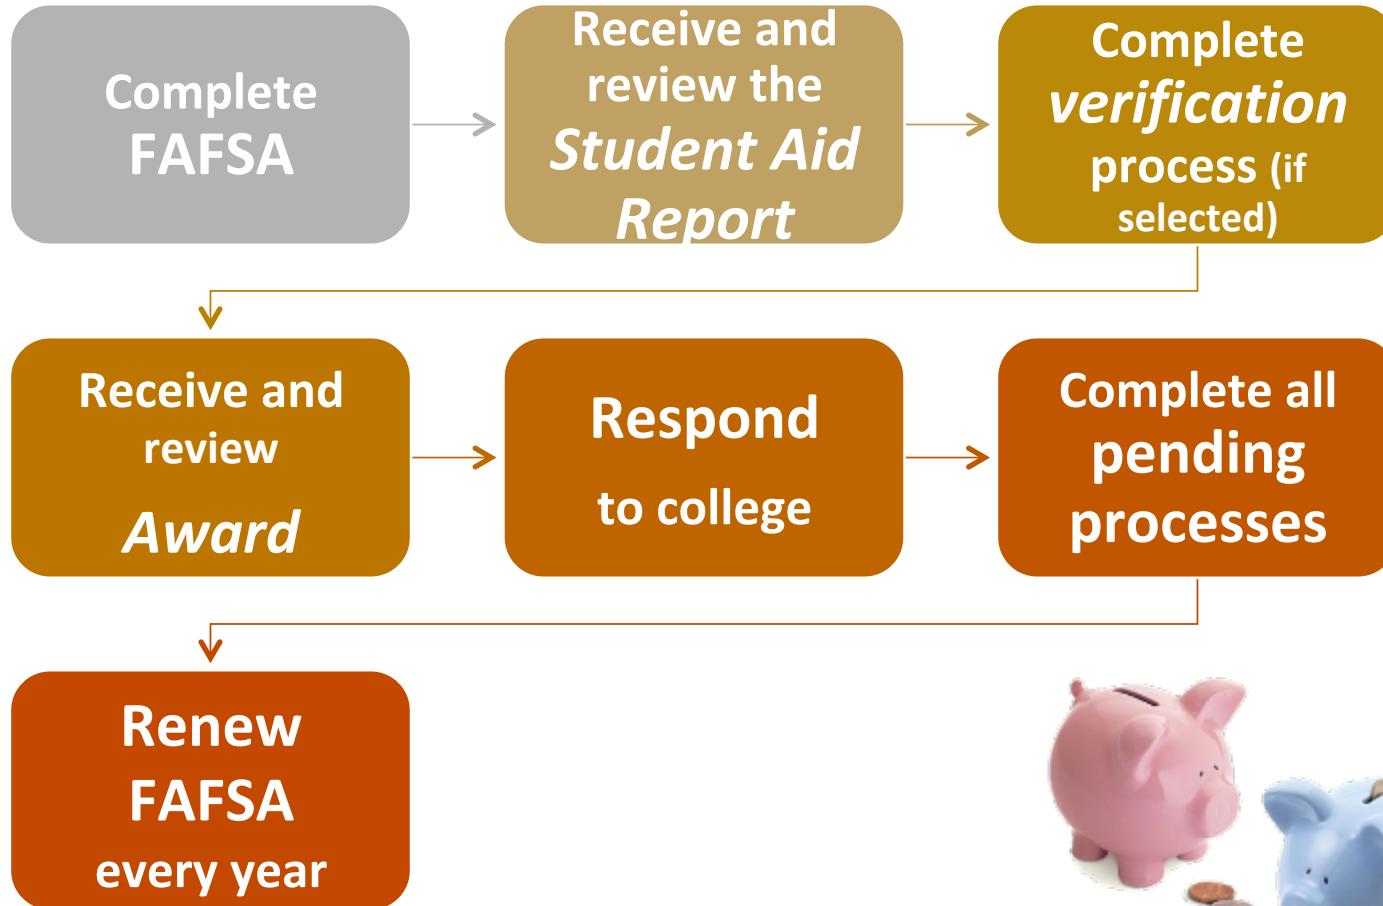 Complete
FAFSA
Receive and
review the
Student Aid
Report
Complete
verification
process (if
selected)
Receive and
review
Award
Respond
to college
Complete all
pending
processes
Renew
FAFSA
every year